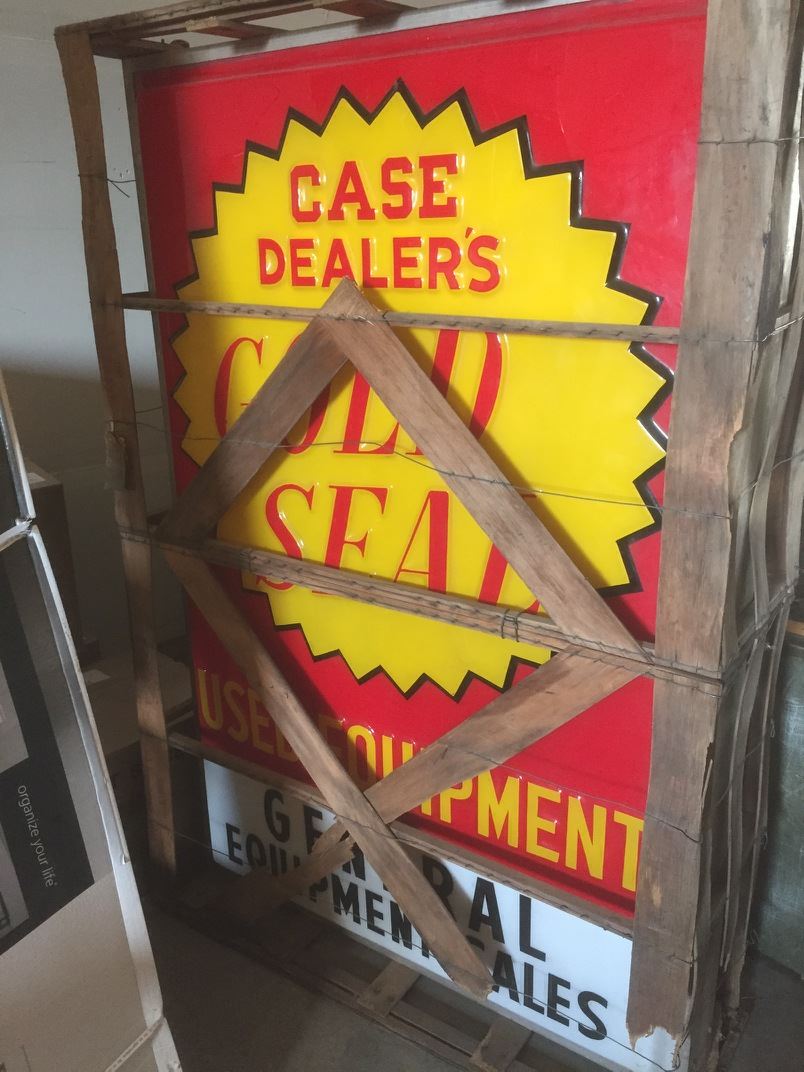 CASE
DEALER'S
GOLD
SEAL
USED EQUIPMENT
GENERAL
EQUIPMENT SALES
organize your life